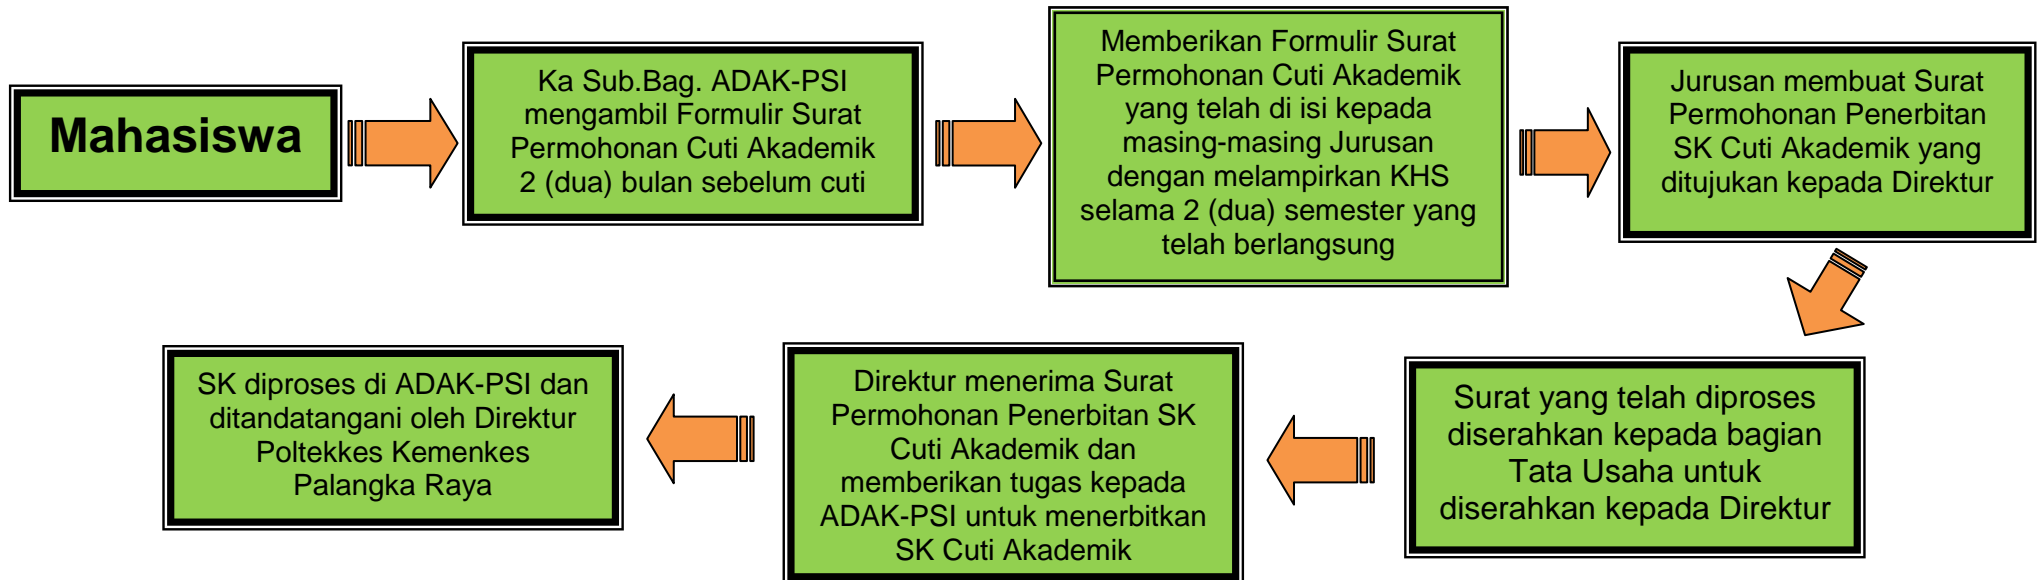 Mahasiswa
Ka Sub.Bag. ADAK-PSI
mengambil Formulir Surat
Permohonan Cuti Akademik
2 (dua) bulan sebelum cuti
Memberikan Formulir Surat
Permohonan Cuti Akademik
yang telah di isi kepada
masing-masing Jurusan
dengan melampirkan KHS
selama 2 (dua) semester yang
telah berlangsung
Jurusan membuat Surat
Permohonan Penerbitan
SK Cuti Akademik yang
ditujukan kepada Direktur
Surat yang telah diproses
diserahkan kepada bagian
Tata Usaha untuk
diserahkan kepada Direktur
Direktur menerima Surat
Permohonan Penerbitan SK
Cuti Akademik dan
memberikan tugas kepada
ADAK-PSI untuk menerbitkan
SK Cuti Akademik
SK diproses di ADAK-PSI dan
ditandatangani oleh Direktur
Poltekkes Kemenkes
Palangka Raya